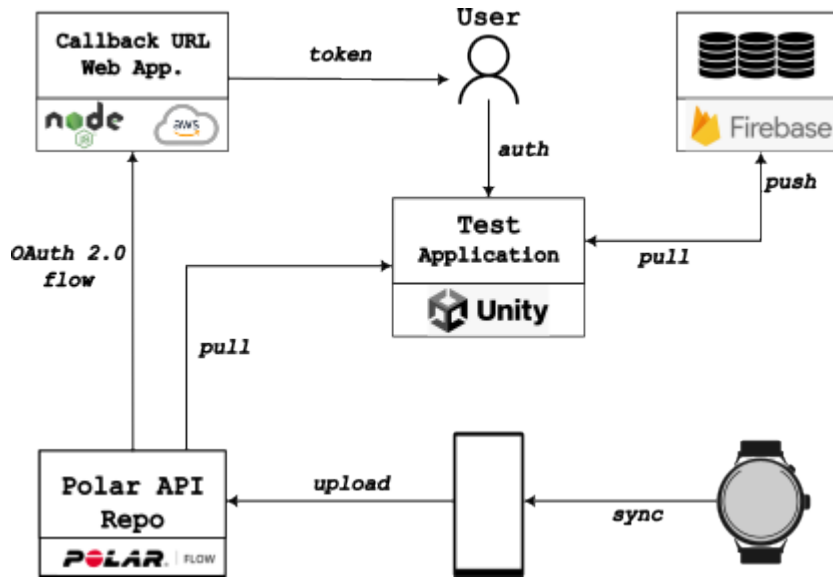 User
Callback URL
Web App.
token
node
JS
aws
Firebase
auth
push
Test
Application
pull
OAuth 2.0
flow
Unity
pull
Polar API
Repo
upload
sync
POLAR. | FLOW